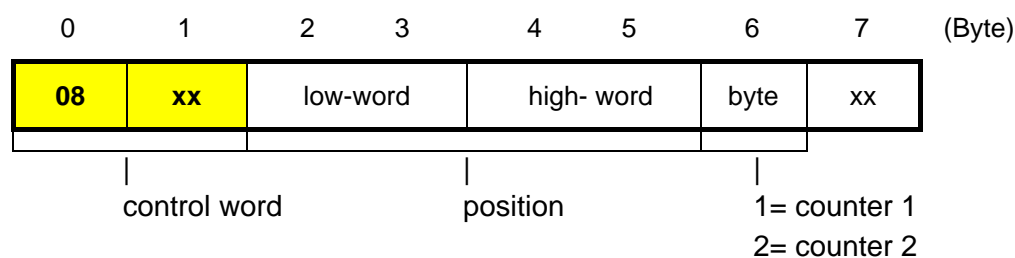 0 1 2 3 4 5 6 7 (Byte)
08 xx low-word high- word byte xx
control word position 1= counter 1
2= counter 2